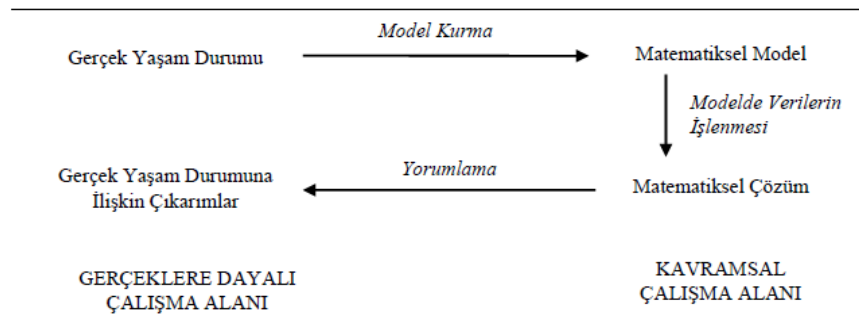 Model Kurma
Gerçek Yaşam Durumu
Matematiksel Model
Modelde Verilerin
İşlenmesi
Gerçek Yaşam Durumuna
İlişkin Çıkarımlar
Yorumlama
Matematiksel Çözüm
GERÇEKLERE DAYALI
ÇALIŞMA ALANI
KAVRAMSAL
ÇALIŞMA ALANI